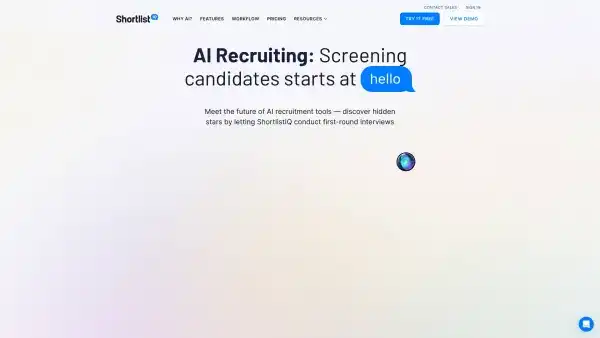 CONTACT SALES SIGN IN
ShortlistIQ WHY AI? FEATURES WORKFLOW PRICING RESOURCES TRY IT FREE VIEW DEMO
AI Recruiting: Screening
candidates starts at hello
Meet the future of AI recruitment tools — discover hidden
stars by letting ShortlistIQ conduct first-round interviews